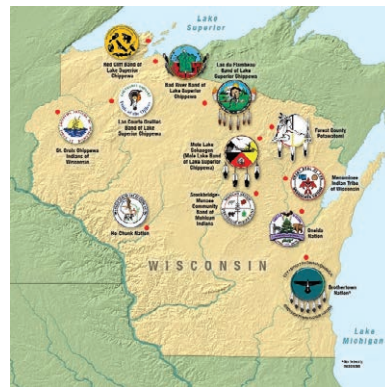 Lake
Superior
Red Cliff Band of
Lake Superior
Chippewa
Bad River Band of
Lake Superior
Chippewa
Lac du Flambeau
Band of Lake Superior
Chippewa
Lac Courte Oreilles
Band of Lake Superior
Chippewa
St. Croix Chippewa
Indians of
Wisconsin
Mole Lake
Sokaogon
(Mole Lake Band
of Lake Superior
Chippewa)
Forest County
Potawatomi
Menominee
Indian Tribe
of Wisconsin
Stockbridge-
Munsee
Community
Band of
Mohican
Indians
Ho-Chunk Nation
Oneida
Nation
WISCONSIN
Brothertown
Nation*
Lake
Michigan